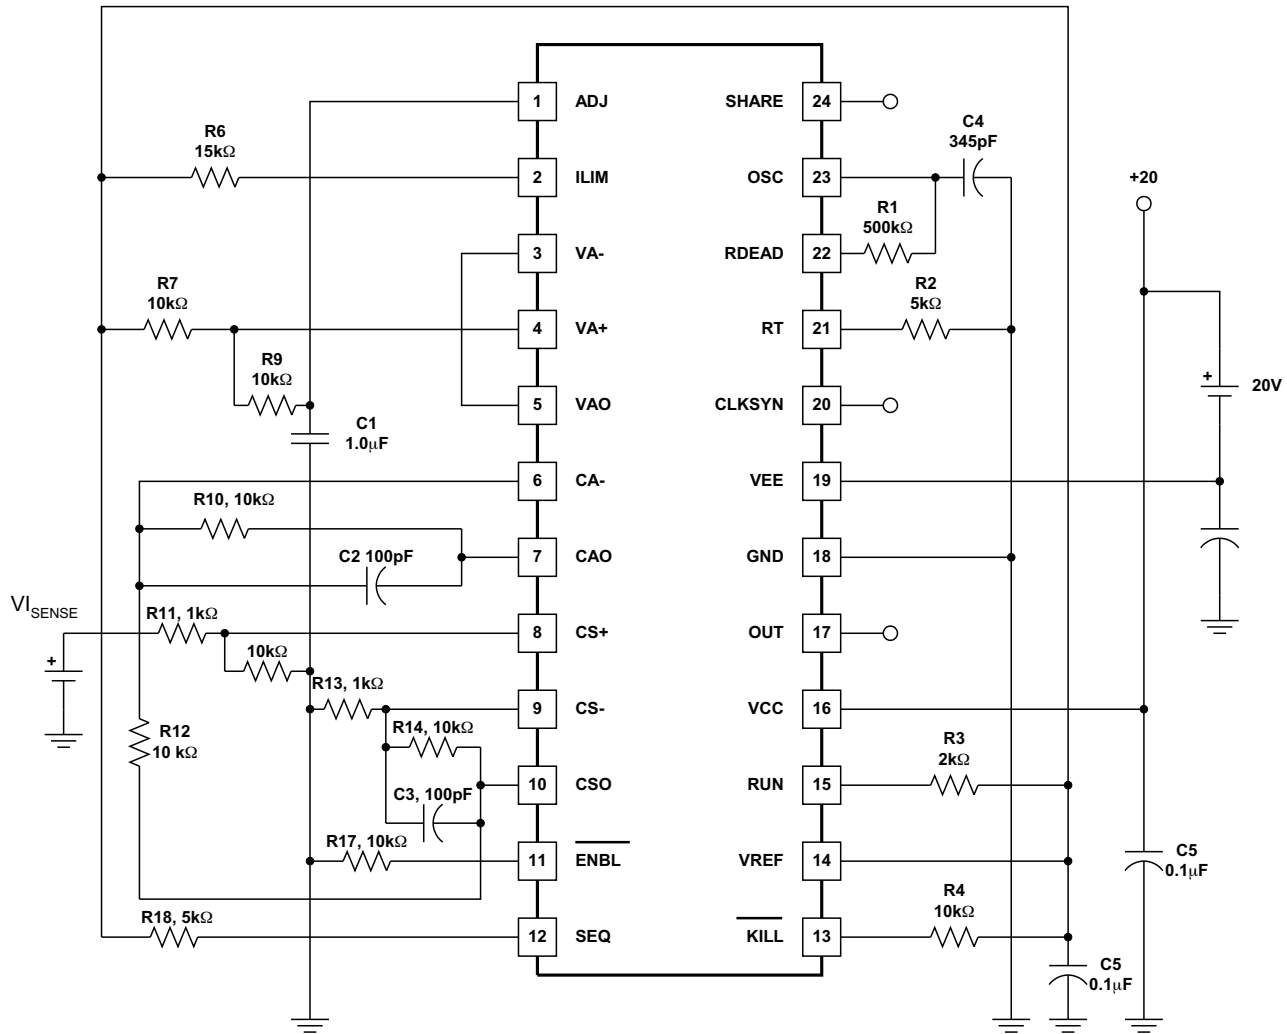 1 ADJ
SHARE 24
R6
15kΩ
2 ILIM
OSC 23
C4
345pF
+20
3 VA-
RDEAD 22
R1
500kΩ
R7
10kΩ
4 VA+
RT 21
R2
5kΩ
R9
10kΩ
5 VAO
CLKSYN 20
+
20V
C1
1.0µF
6 CA-
VEE 19
R10, 10kΩ
7 CAO
GND 18
C2 100pF
VISENSE
+
R11, 1kΩ
8 CS+
OUT 17
10kΩ
R13, 1kΩ
9 CS-
VCC 16
R12
10 kΩ
R14, 10kΩ
10 CSO
RUN 15
R3
2kΩ
C3, 100pF
R17, 10kΩ
11 ENBL
VREF 14
C5
0.1µF
R18, 5kΩ
12 SEQ
KILL 13
R4
10kΩ
C5
0.1µF